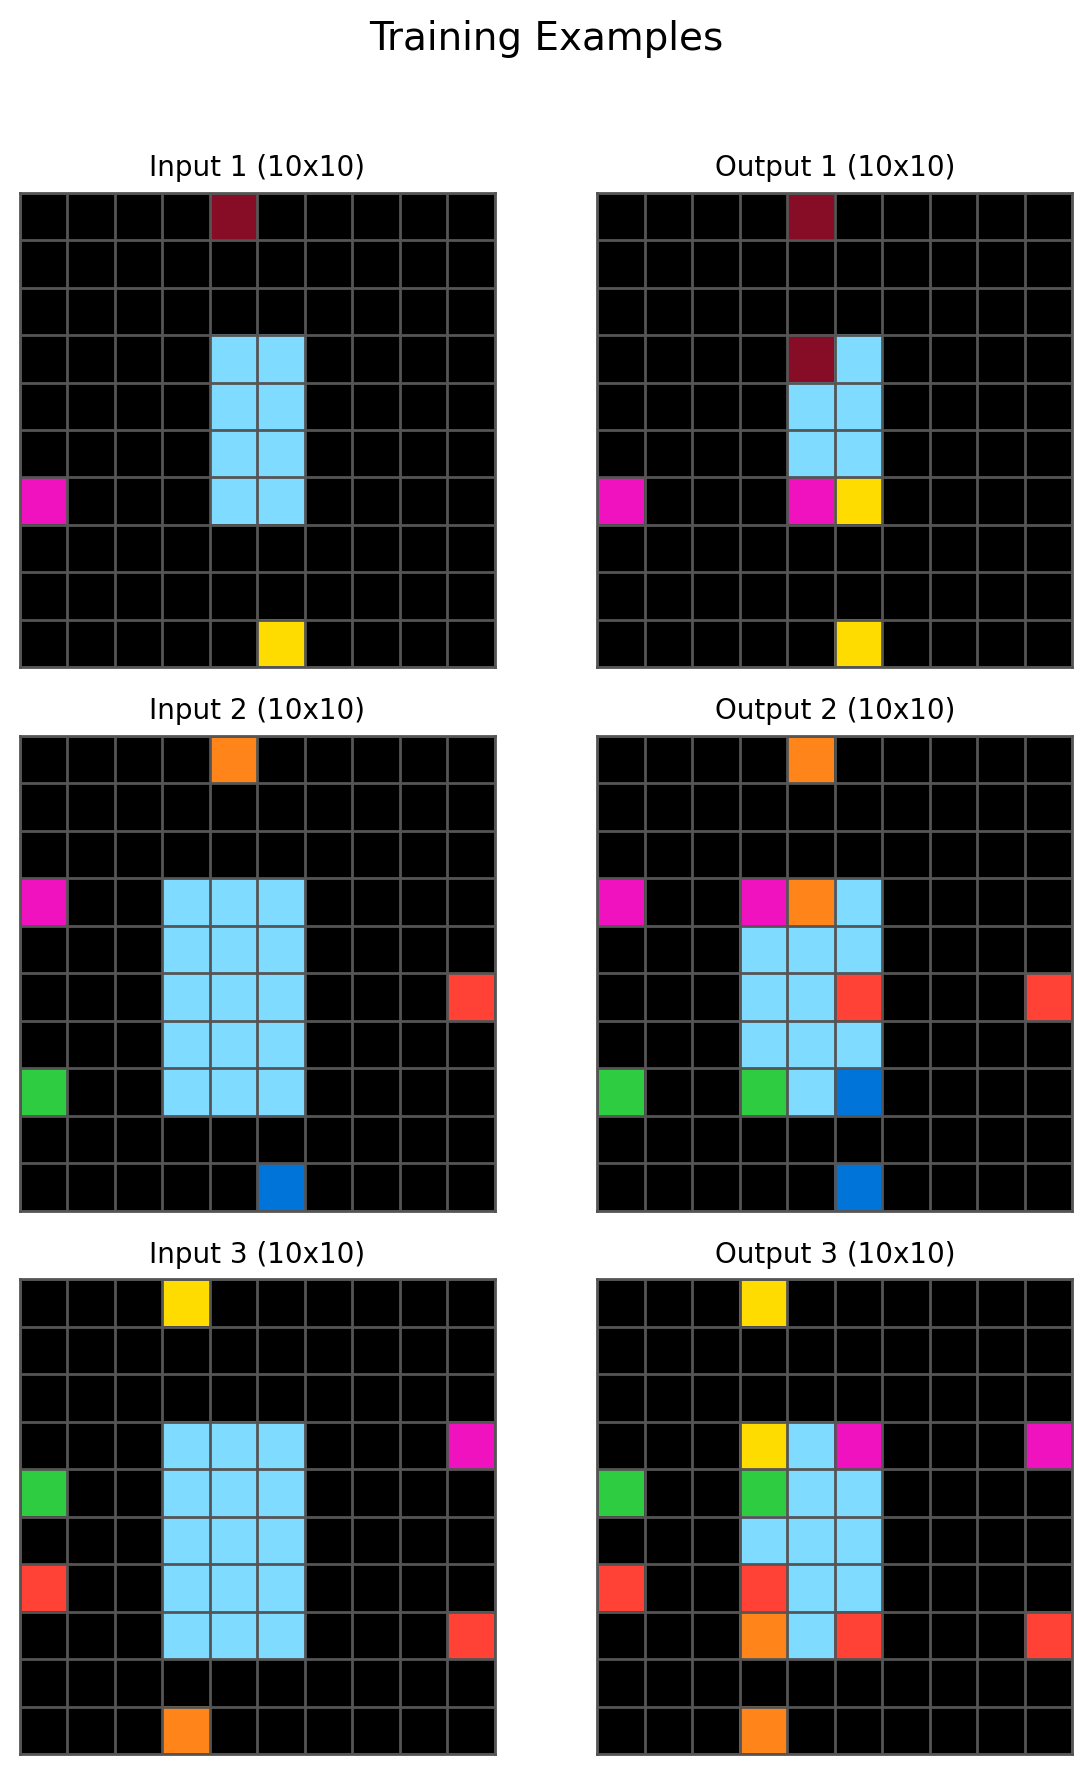 Training Examples
Input 1 (10x10)
Output 1 (10x10)
Input 2 (10x10)
Output 2 (10x10)
Input 3 (10x10)
Output 3 (10x10)